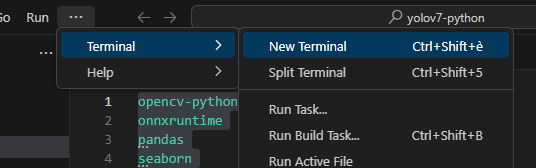 Go Run ··· yolov7-python
Terminal > New Terminal Ctrl+Shift+è
Help > Split Terminal Ctrl+Shift+5
1 opencv-python
2 onnxruntime Run Task...
3 pandas Run Build Task... Ctrl+Shift+B
4 seaborn Run Active File